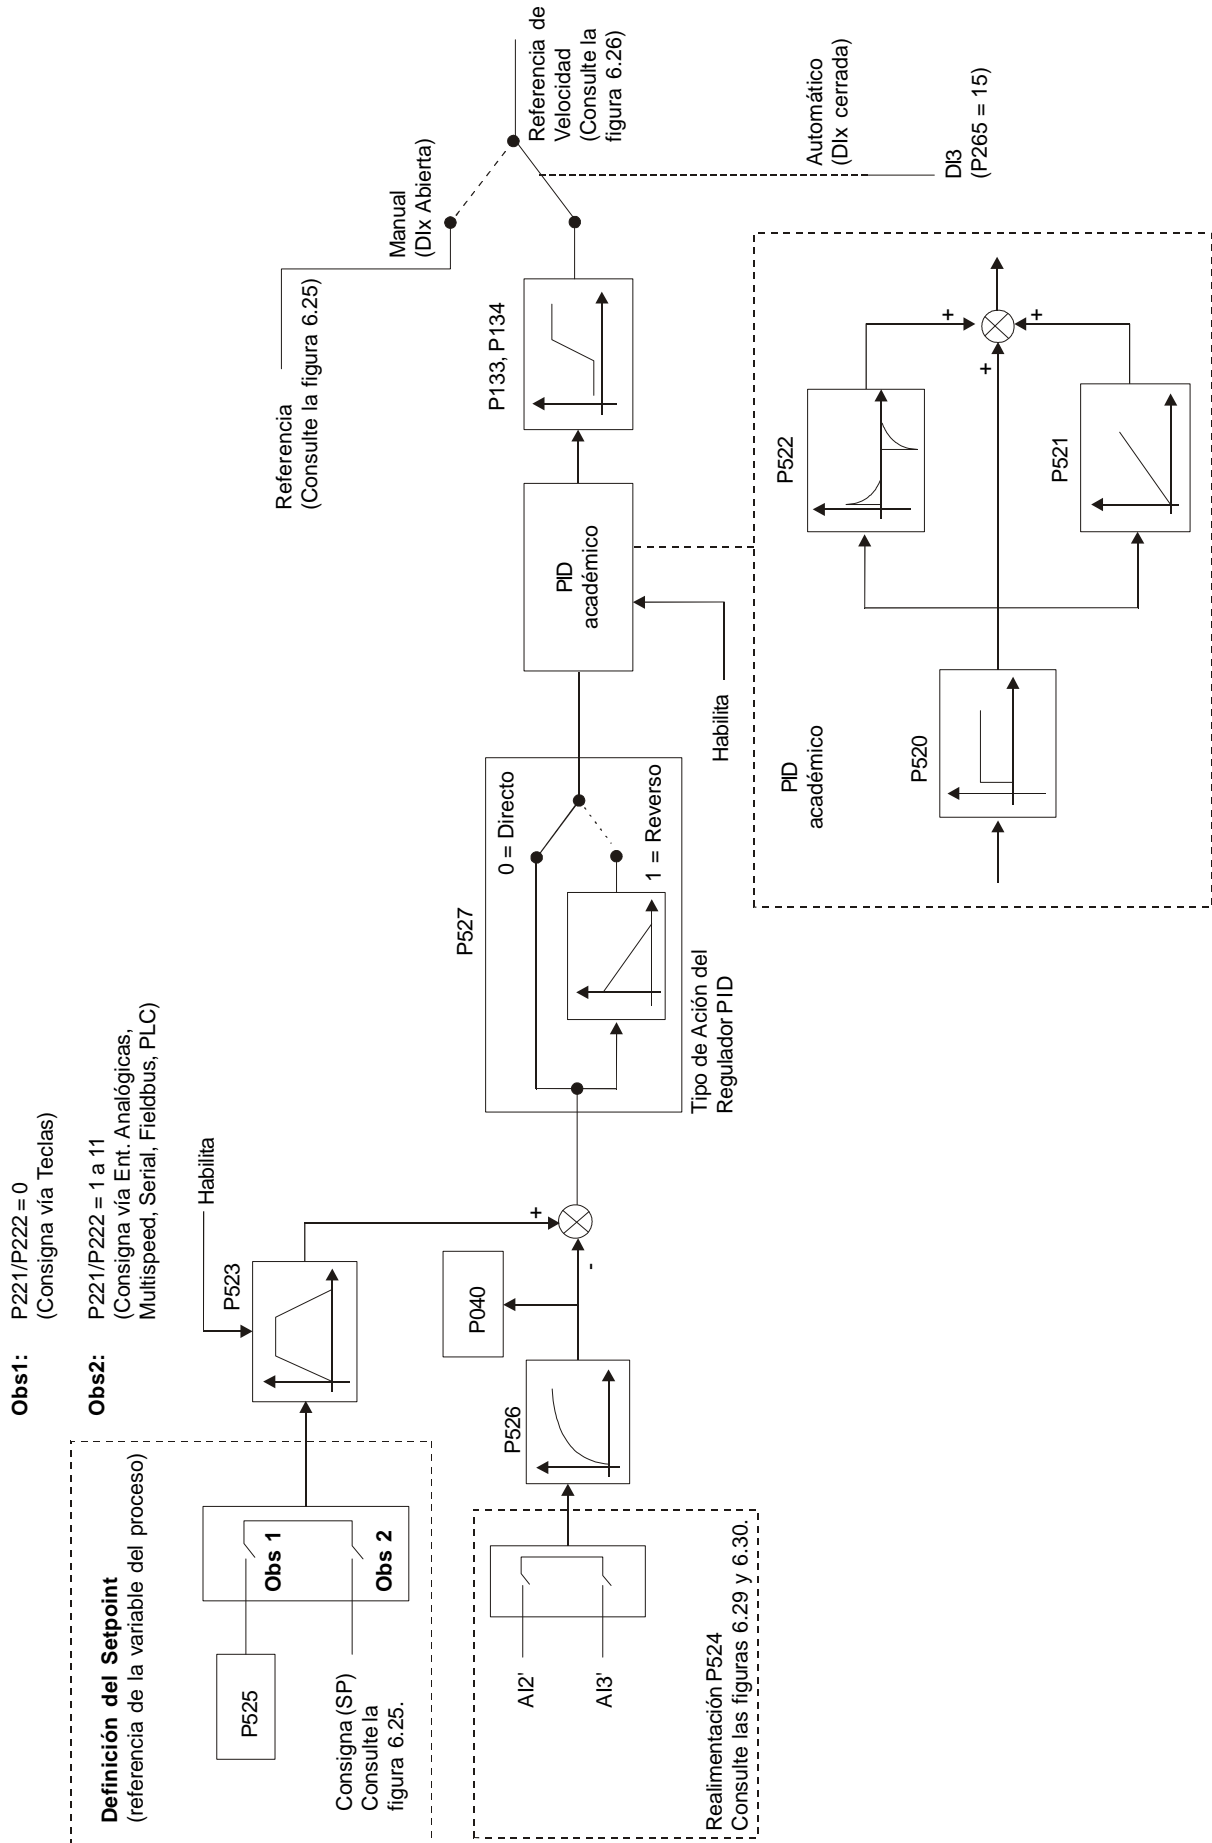 Obs1: P221/P222 = 0
(Consigna vía Teclas)
Obs2: P221/P222 = 1 a 11
(Consigna vía Ent. Analógicas,
Multispeed, Serial, Fieldbus, PLC)
Definición del Setpoint
(referencia de la variable del proceso)
P525
Obs 1
Obs 2
Consigna (SP)
Consulte la
figura 6.25.
P523
Habilita
AI2'
AI3'
Realimentación P524
Consulte las figuras 6.29 y 6.30.
P526
P040
+
-
P527
0 = Directo
1 = Reverso
Tipo de Ación del
Regulador PID
Habilita
PID
académico
P133, P134
Referencia
(Consulte la figura 6.25)
Manual
(DIx Abierta)
Referencia de
Velocidad
(Consulte la
figura 6.26)
Automático
(DIx cerrada)
DI3
(P265 = 15)
PID
académico
P520
P522
P521
+
+
+